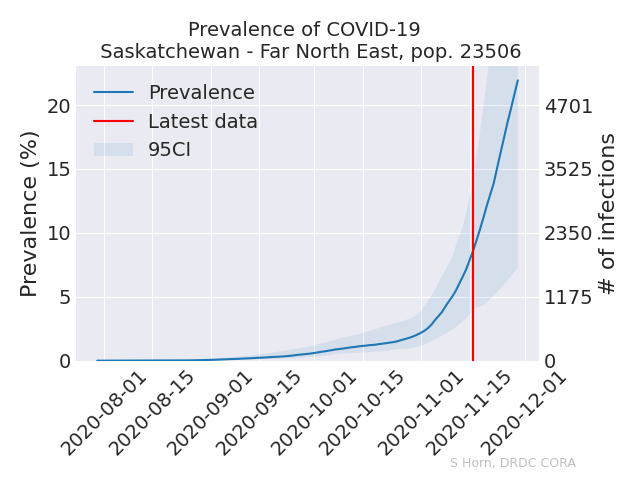 Prevalence of COVID-19
Saskatchewan - Far North East, pop. 23506
Prevalence
Latest data
95CI
Prevalence (%)
20
15
10
5
0
4701
3525
2350
1175
0
# of infections
2020-08-01
2020-08-15
2020-09-01
2020-09-15
2020-10-01
2020-10-15
2020-11-01
2020-11-15
2020-12-01
S Horn, DRDC CORA